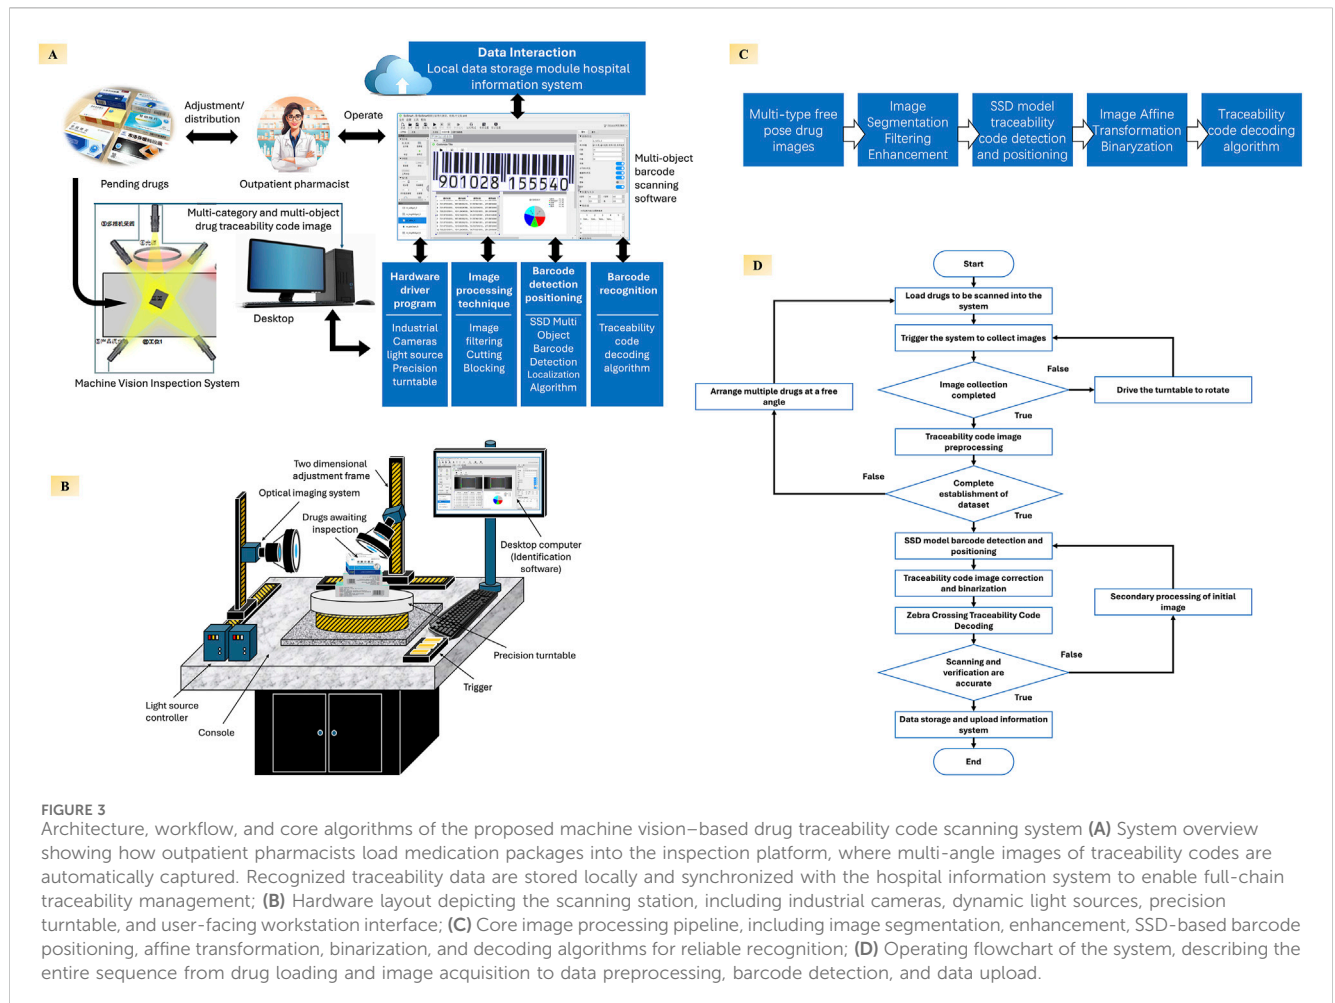 A
Data Interaction
Local data storage module hospital
information system
Adjustment/
distribution
Operate
Pending drugs
Outpatient pharmacist
901028
155540
Multi-object
barcode
scanning
software
Multi-category and multi-object
drug traceability code image
Desktop
Machine Vision Inspection System
Hardware
driver
program
Industrial
Cameras
light source
Precision
turntable
Image
processing
technique
Image
filtering
Cutting
Blocking
Barcode
detection
positioning
SSD Multi
Object
Barcode
Detection
Localization
Algorithm
Barcode
recognition
Traceability
code
decoding
algorithm
B
Two dimensional
adjustment frame
Optical imaging system
Drugs awaiting
inspection
Desktop computer
(Identification
software)
Precision turntable
Trigger
Light source
controller
Console
C
Multi-type free
pose drug
images
Image
Segmentation
Filtering
Enhancement
SSD model
traceability
code detection
and positioning
Image Affine
Transformation
Binaryzation
Traceability
code decoding
algorithm
D
Start
Load drugs to be scanned into the
system
Trigger the system to collect images
False
Image collection
completed
Drive the turntable to rotate
Arrange multiple drugs at a free
angle
True
Traceability code image
preprocessing
False
Complete
establishment of
dataset
True
SSD model barcode detection and
positioning
Traceability code image correction
and binarization
Secondary processing of initial
image
Zebra Crossing Traceability Code
Decoding
False
Scanning and
verification are
accurate
True
Data storage and upload information
system
End
FIGURE 3
Architecture, workflow, and core algorithms of the proposed machine vision–based drug traceability code scanning system (A) System overview
showing how outpatient pharmacists load medication packages into the inspection platform, where multi-angle images of traceability codes are
automatically captured. Recognized traceability data are stored locally and synchronized with the hospital information system to enable full-chain
traceability management; (B) Hardware layout depicting the scanning station, including industrial cameras, dynamic light sources, precision
turntable, and user-facing workstation interface; (C) Core image processing pipeline, including image segmentation, enhancement, SSD-based barcode
positioning, affine transformation, binarization, and decoding algorithms for reliable recognition; (D) Operating flowchart of the system, describing the
entire sequence from drug loading and image acquisition to data preprocessing, barcode detection, and data upload.